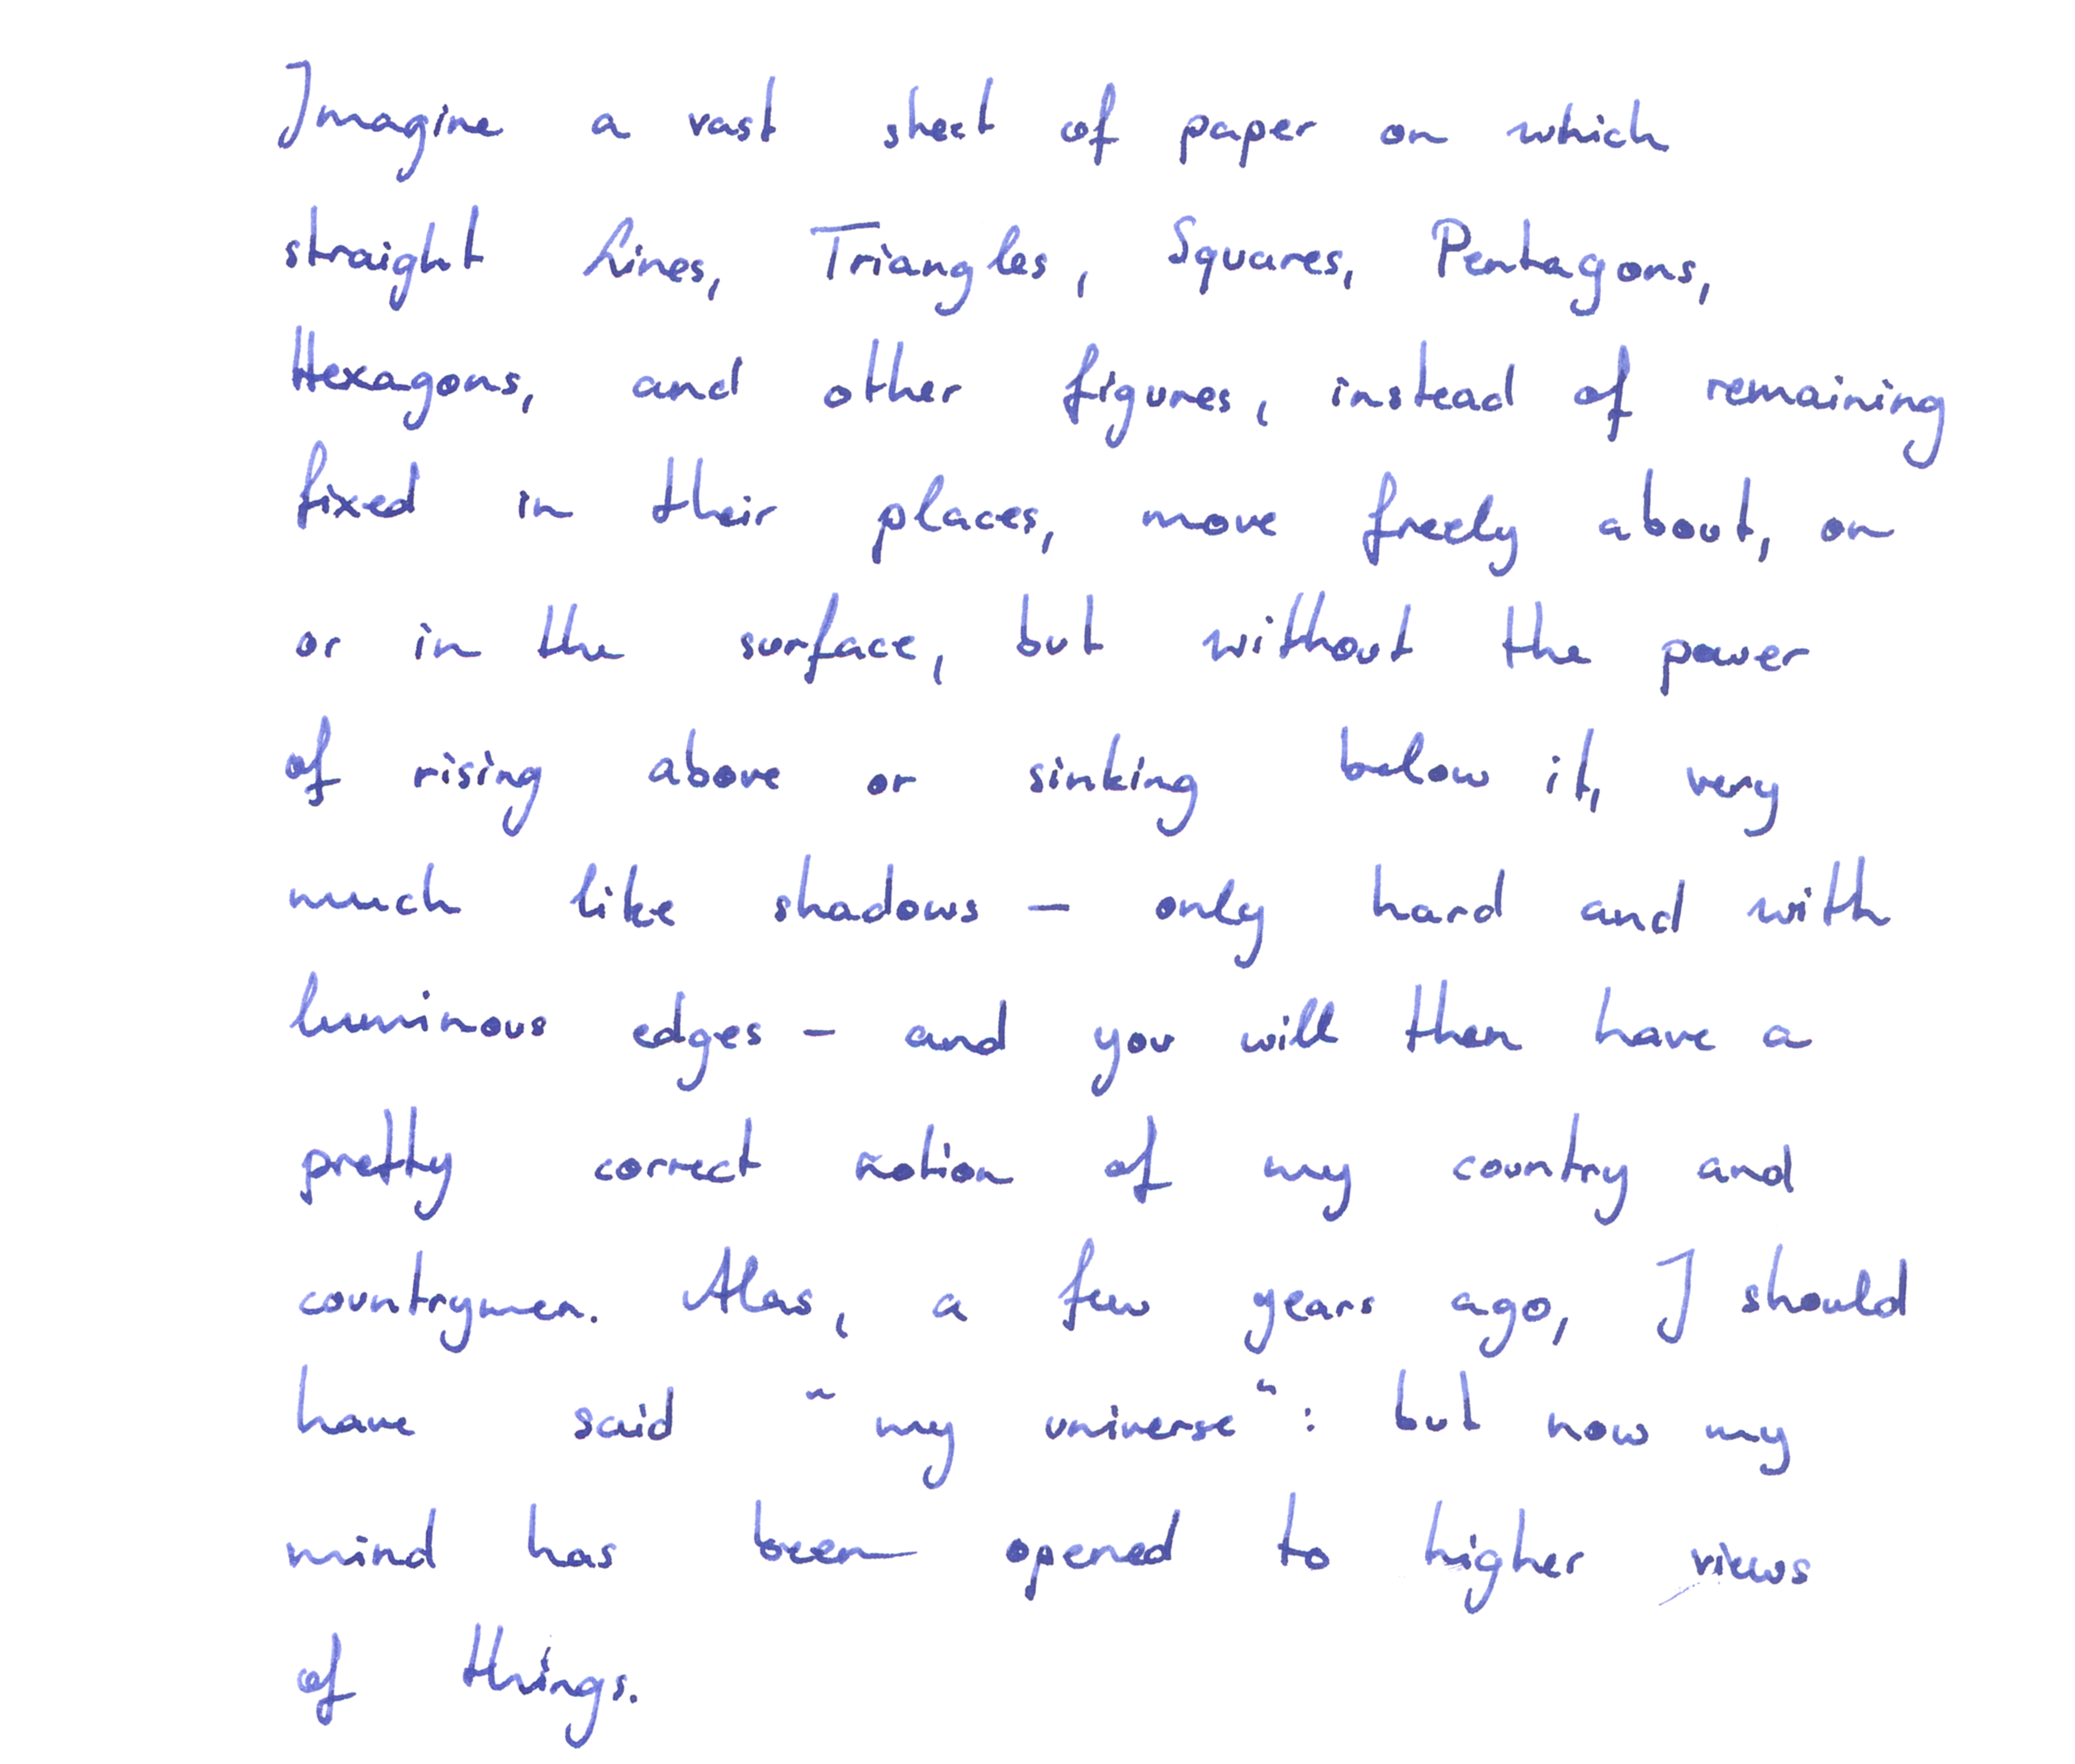 Imagine a vast sheet of paper on which
straight Lines, Triangles, Squares, Pentagons,
Hexagons, and other figures, instead of remaining
fixed in their places, move freely about, on
or in the surface, but without the power
of rising above or sinking below it, very
much like shadows – only hard and with
luminous edges – and you will then have a
pretty correct notion of my country and
countrymen. Alas, a few years ago, I should
have said "my universe": but now my
mind has been opened to higher views
of things.